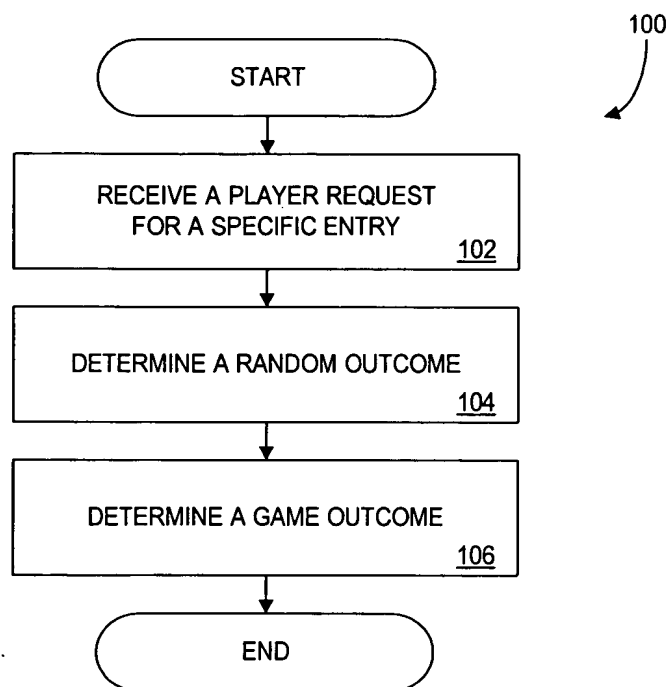 100
START
RECEIVE A PLAYER REQUEST
FOR A SPECIFIC ENTRY
102
DETERMINE A RANDOM OUTCOME
104
DETERMINE A GAME OUTCOME
106
END